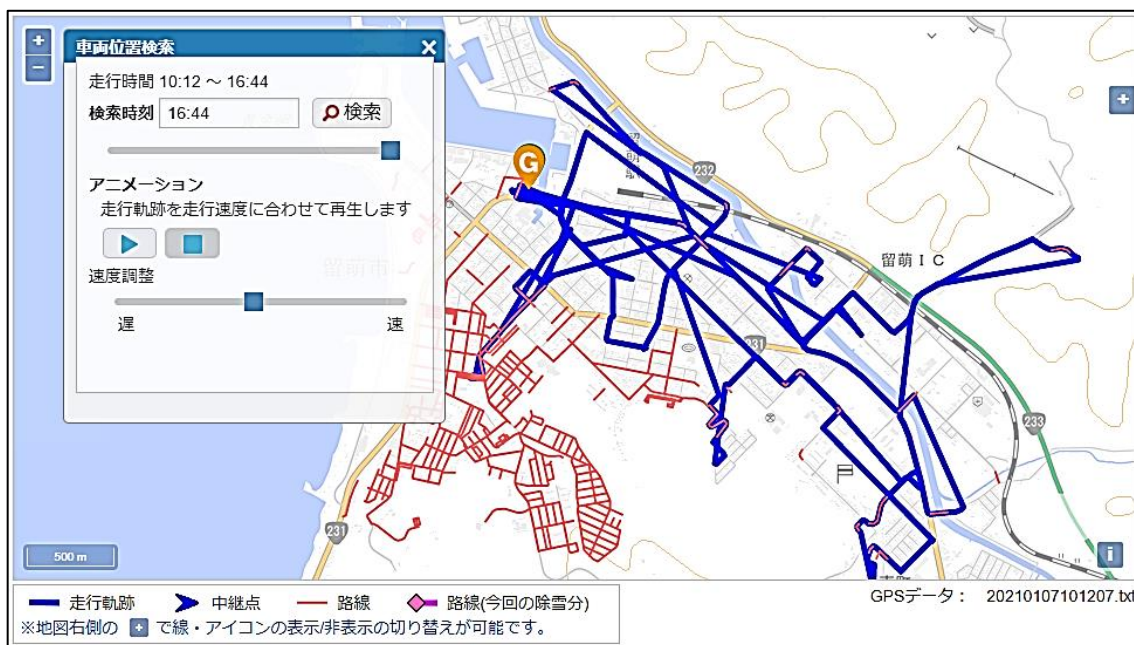 +
−
車両位置検索 ×
走行時間 10:12 ～ 16:44
検索時刻 16:44 検索
アニメーション
走行軌跡を走行速度に合わせて再生します
速度調整
遅 速
G
留萌駅
232
+
留萌ＩＣ
留萌市
231
233
231
500 m
i
走行軌跡 中継点 路線 路線(今回の除雪分)
※地図右側の + で線・アイコンの表示/非表示の切り替えが可能です。
GPSデータ： 20210107101207.txt